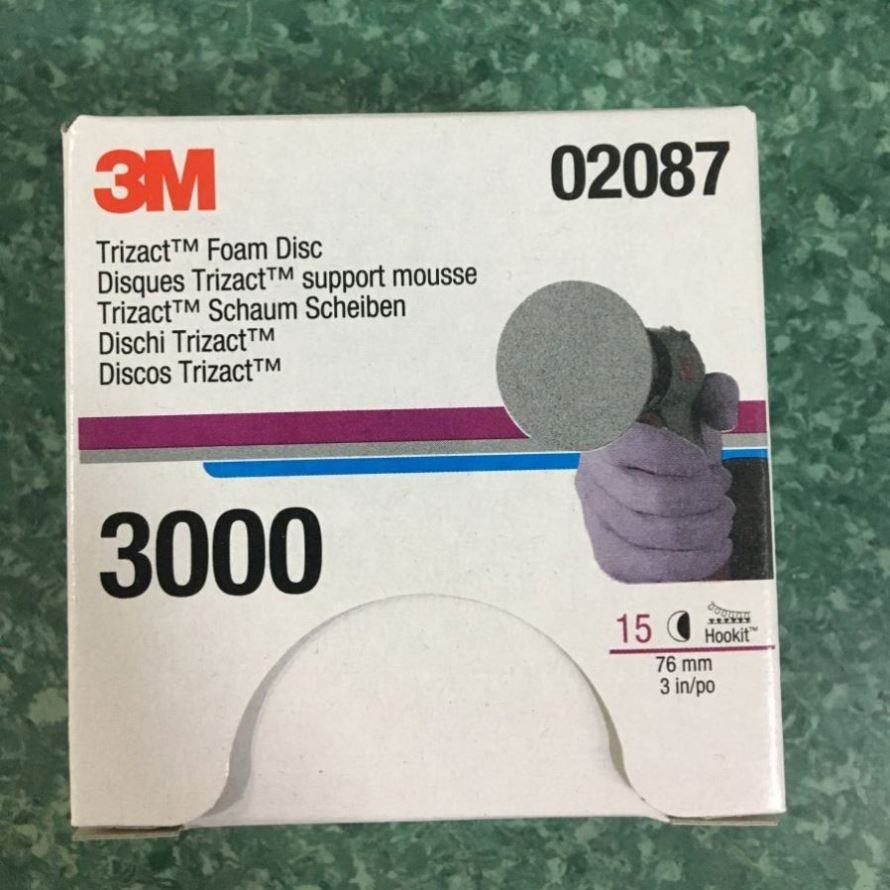 3M
02087
Trizact™ Foam Disc
Disques Trizact™ support mousse
Trizact™ Schaum Scheiben
Dischi Trizact™
Discos Trizact™
3000
15
Hookit™
76 mm
3 in/po